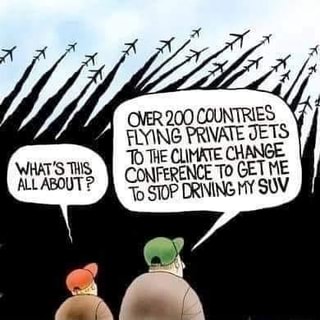 WHAT'S THIS
ALL ABOUT?
OVER 200 COUNTRIES
FLYING PRIVATE JETS
TO THE CLIMATE CHANGE
CONFERENCE TO GET ME
TO STOP DRIVING MY SUV